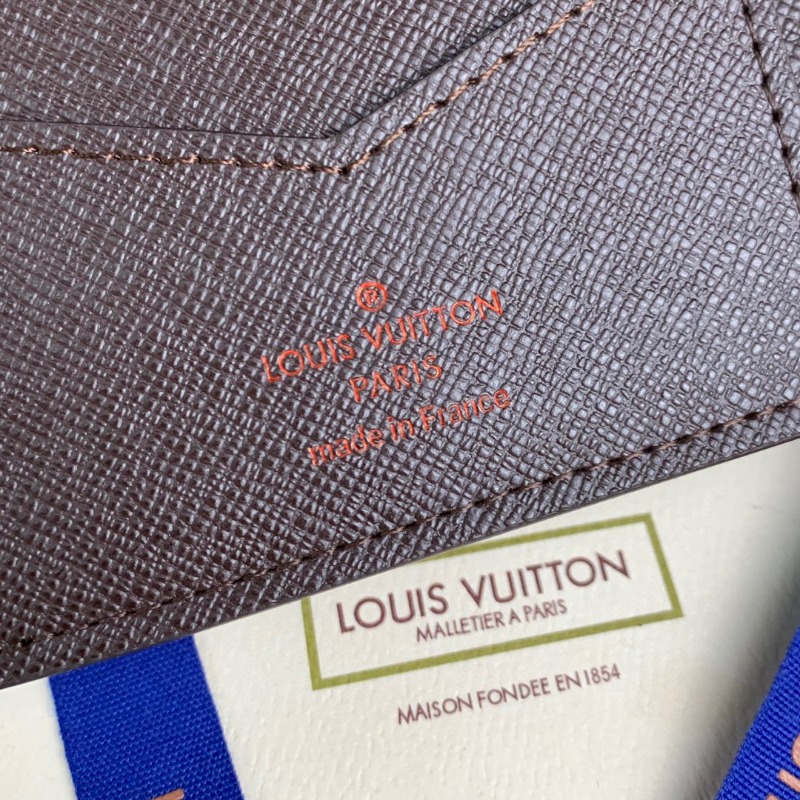 ®
LOUIS VUITTON
PARIS
made in France
LOUIS VUITTON
MALLETIER A PARIS
MAISON FONDEE EN 1854